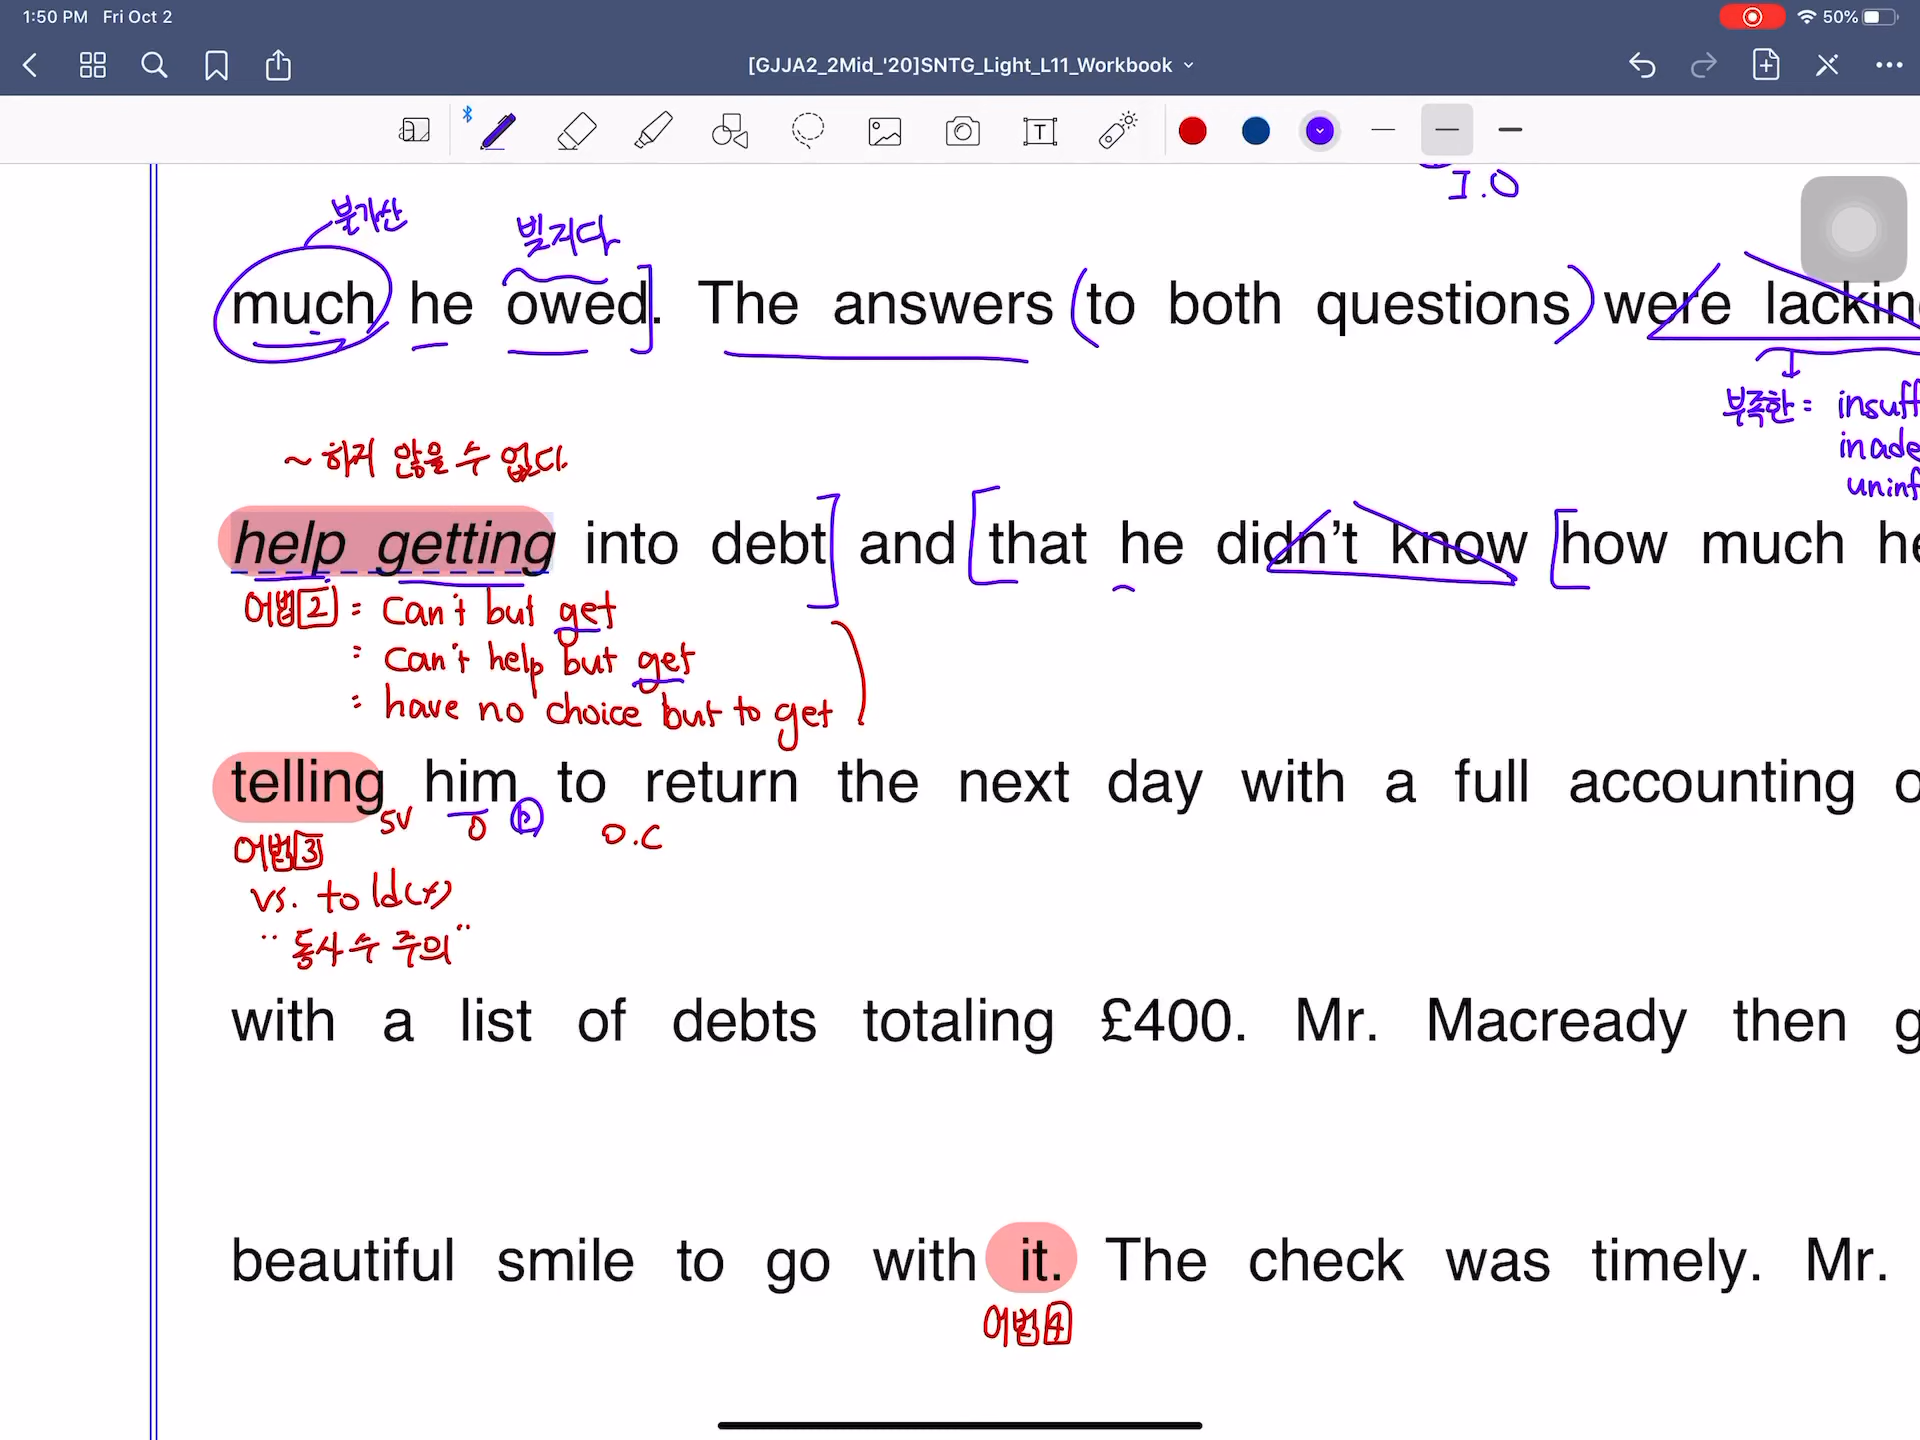 1:50 PM Fri Oct 2
50%
[GJJA2_2Mid_'20]SNTG_Light_L11_Workbook
I.O
불가산
빚지다
much he owed]. The answers (to both questions) were lackin
부족한 = insuff
inade
uninf
~하지 않을 수 없다
help getting into debt] and [that he didn't know [how much he
어법[2] = Can't but get
= can't help but get
= have no choice but to get
telling him to return the next day with a full accounting o
5V O O.C
어법[3]
vs. told(x)
"동사 수 주의"
with a list of debts totaling £400. Mr. Macready then g
beautiful smile to go with it. The check was timely. Mr.
어법[4]